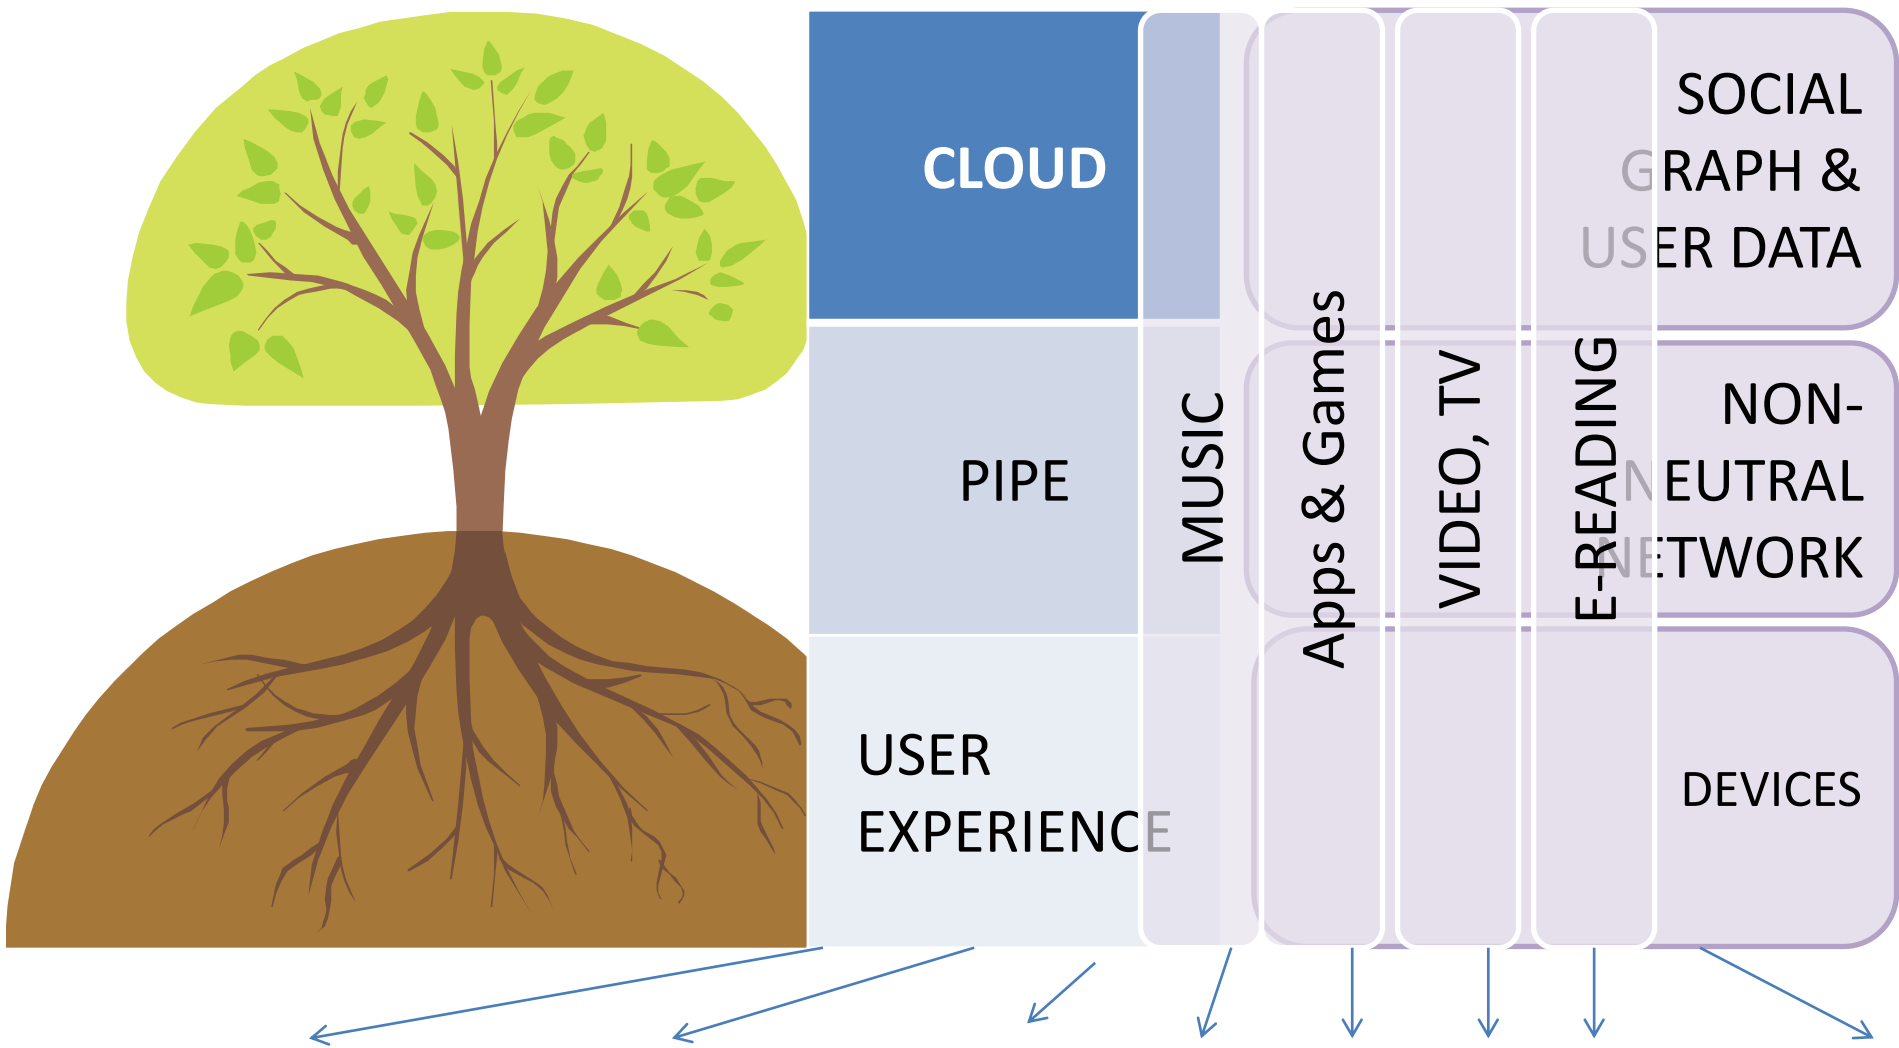 CLOUD
PIPE
USER
EXPERIENCE
MUSIC
Apps & Games
VIDEO, TV
E-READING
SOCIAL
GRAPH &
USER DATA
NON-
NEUTRAL
NETWORK
DEVICES